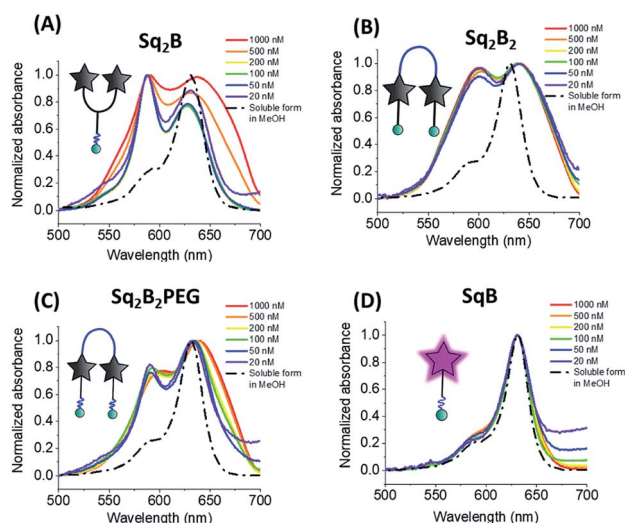 (A)
Sq₂B
1000 nM
500 nM
200 nM
100 nM
50 nM
20 nM
Soluble form
in MeOH
Normalized absorbance
1.0
0.8
0.6
0.4
0.2
0.0
500 550 600 650 700
Wavelength (nm)
(B)
Sq₂B₂
1000 nM
500 nM
200 nM
100 nM
50 nM
20 nM
Soluble form
in MeOH
Normalized absorbance
1.0
0.8
0.6
0.4
0.2
0.0
500 550 600 650 700
Wavelength (nm)
(C)
Sq₂B₂PEG
1000 nM
500 nM
200 nM
100 nM
50 nM
20 nM
Soluble form
in MeOH
Normalized absorbance
1.0
0.8
0.6
0.4
0.2
0.0
500 550 600 650 700
Wavelength (nm)
(D)
SqB
1000 nM
500 nM
200 nM
100 nM
50 nM
20 nM
Soluble form
in MeOH
Normalized absorbance
1.0
0.8
0.6
0.4
0.2
0.0
500 550 600 650 700
Wavelength (nm)